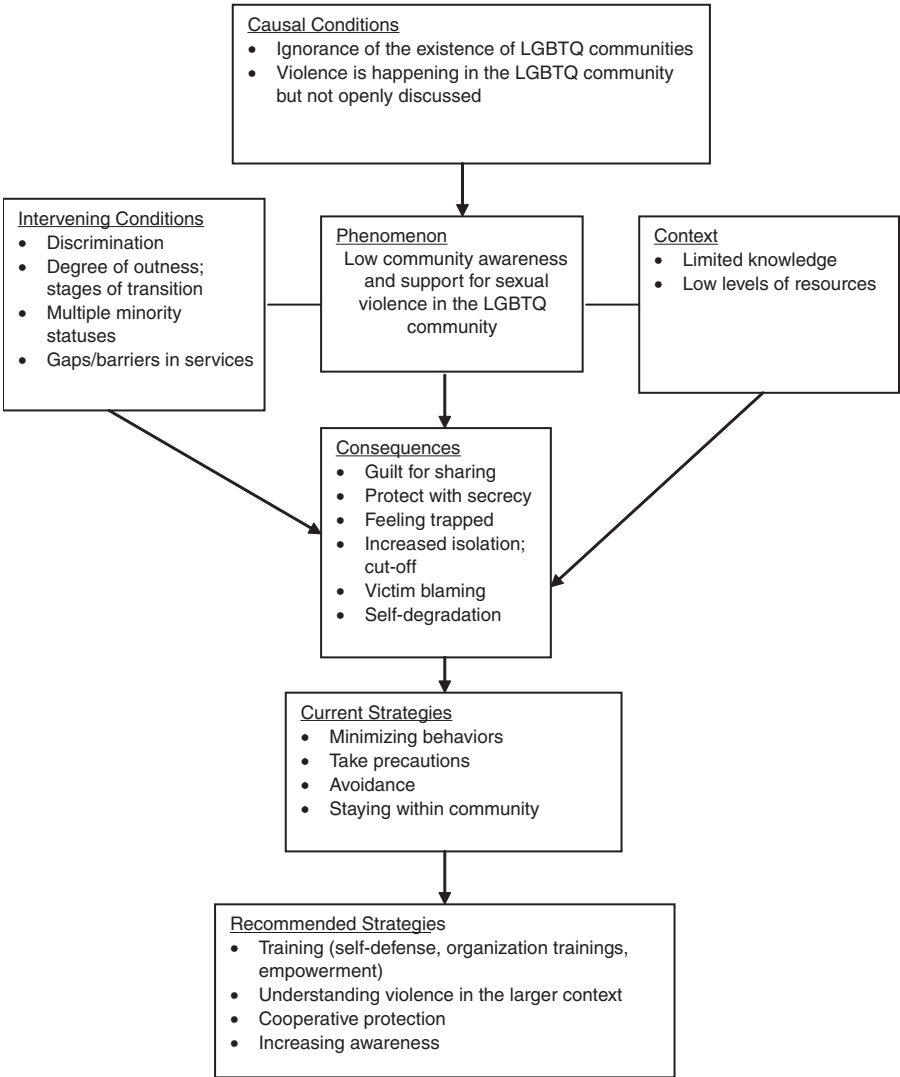 Causal Conditions
• Ignorance of the existence of LGBTQ communities
• Violence is happening in the LGBTQ community
but not openly discussed
Intervening Conditions
• Discrimination
• Degree of outness;
stages of transition
• Multiple minority
statuses
• Gaps/barriers in services
Phenomenon
Low community awareness
and support for sexual
violence in the LGBTQ
community
Context
• Limited knowledge
• Low levels of resources
Consequences
• Guilt for sharing
• Protect with secrecy
• Feeling trapped
• Increased isolation;
cut-off
• Victim blaming
• Self-degradation
Current Strategies
• Minimizing behaviors
• Take precautions
• Avoidance
• Staying within community
Recommended Strategies
• Training (self-defense, organization trainings,
empowerment)
• Understanding violence in the larger context
• Cooperative protection
• Increasing awareness